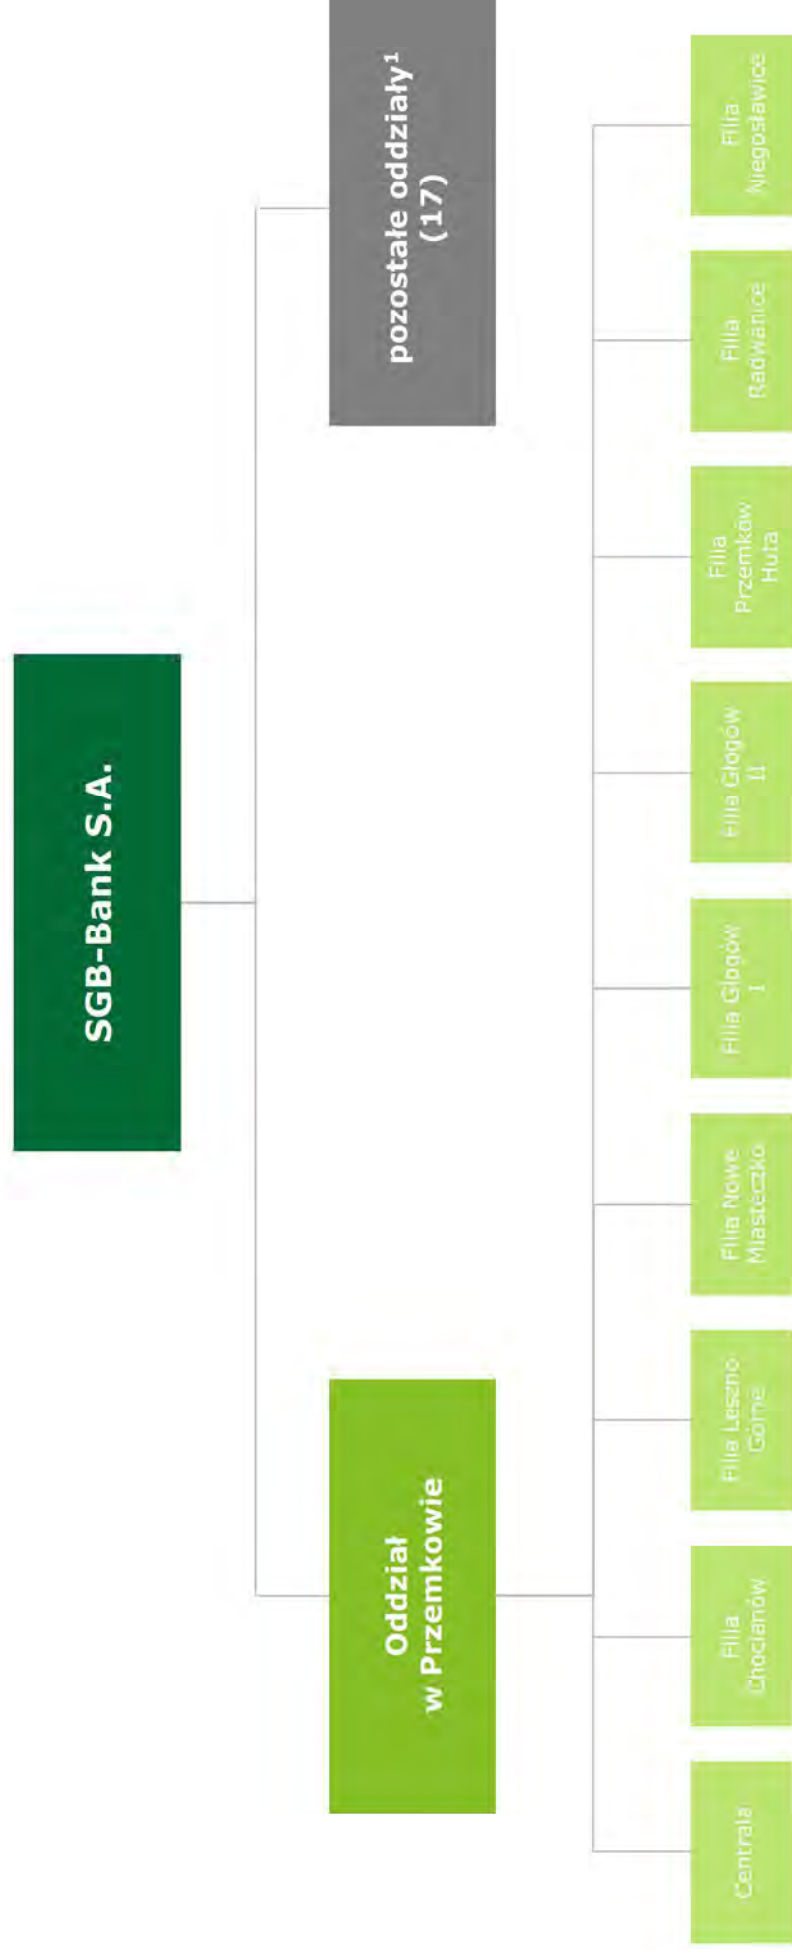 SGB-Bank S.A.
Oddział
w Przemkowie
pozostałe oddziały¹
(17)
Centrala
Filia
Chocianów
Filia Leszno
Górne
Filia Nowe
Miasteczko
Filia Głogów
I
Filia Głogów
II
Filia
Przemków
Huta
Filia
Radwanice
Filia
Niegosławice